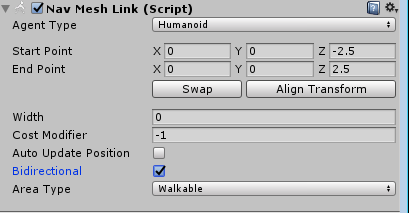 Nav Mesh Link (Script)
Agent Type Humanoid
Start Point X 0 Y 0 Z -2.5
End Point X 0 Y 0 Z 2.5
Swap Align Transform
Width 0
Cost Modifier -1
Auto Update Position
Bidirectional
Area Type Walkable